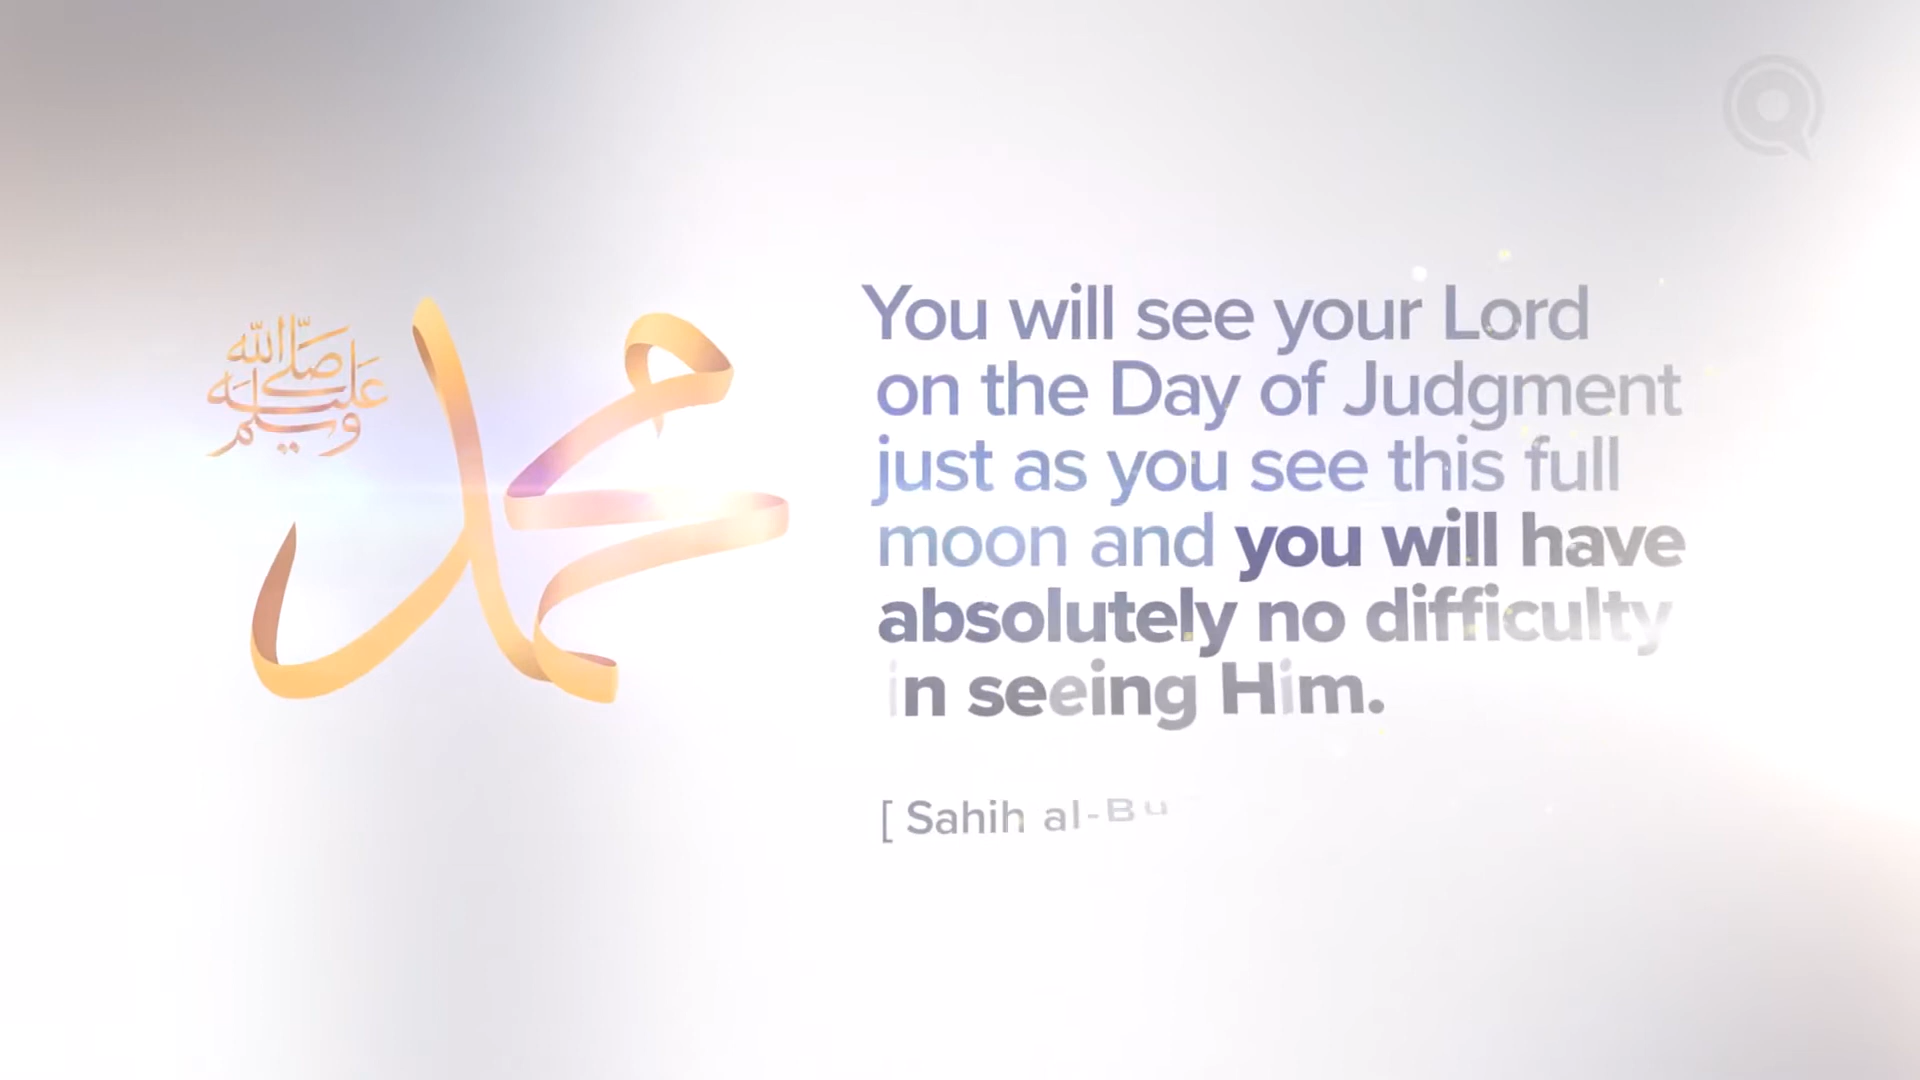 محمد
صلى الله
عليه
وسلم
You will see your Lord
on the Day of Judgment
just as you see this full
moon and you will have
absolutely no difficulty
in seeing Him.
[ Sahih al-Bu